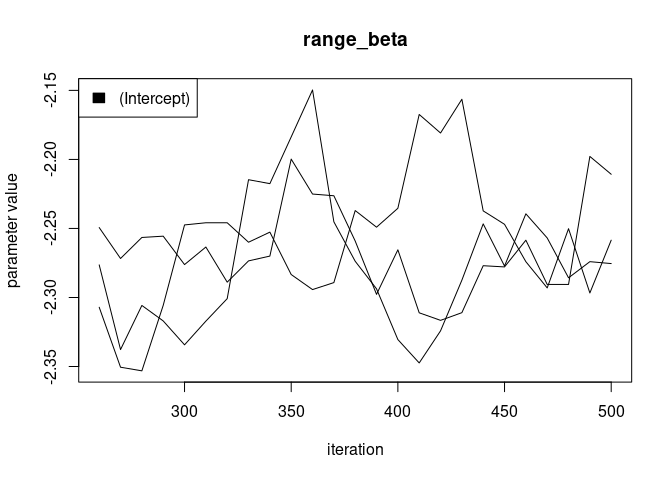 range_beta
(Intercept)
parameter value
-2.15
-2.20
-2.25
-2.30
-2.35
300 350 400 450 500
iteration